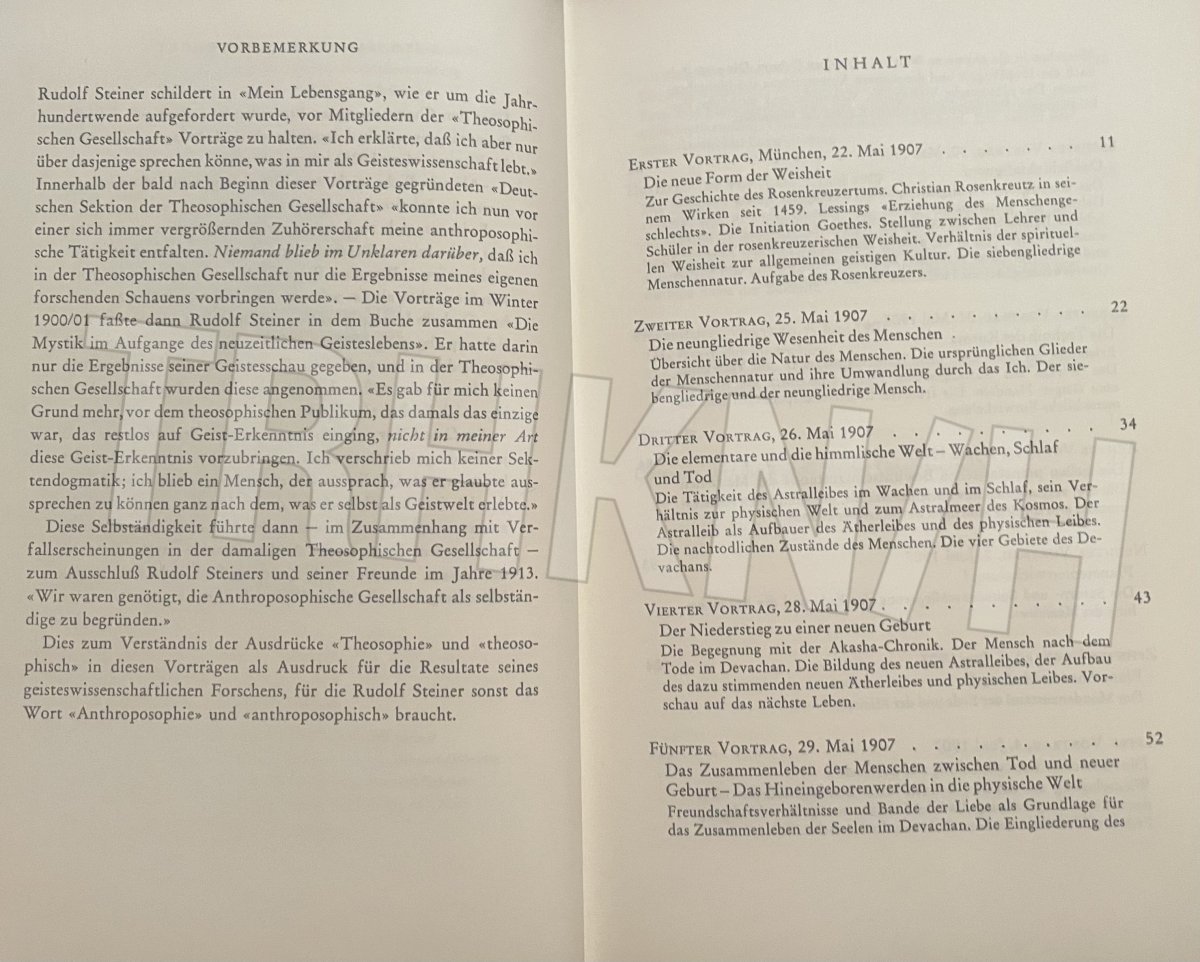 VORBEMERKUNG
Rudolf Steiner schildert in «Mein Lebensgang», wie er um die Jahr-
hundertwende aufgefordert wurde, vor Mitgliedern der «Theosophi-
schen Gesellschaft» Vorträge zu halten. «Ich erklärte, daß ich aber nur
über dasjenige sprechen könne, was in mir als Geisteswissenschaft lebt.»
Innerhalb der bald nach Beginn dieser Vorträge gegründeten «Deut-
schen Sektion der Theosophischen Gesellschaft» «konnte ich nun vor
einer sich immer vergrößernden Zuhörerschaft meine anthroposophi-
sche Tätigkeit entfalten. Niemand blieb im Unklaren darüber, daß ich
in der Theosophischen Gesellschaft nur die Ergebnisse meines eigenen
forschenden Schauens vorbringen werde». — Die Vorträge im Winter
1900/01 faßte dann Rudolf Steiner in dem Buche zusammen «Die
Mystik im Aufgange des neuzeitlichen Geisteslebens». Er hatte darin
nur die Ergebnisse seiner Geistesschau gegeben, und in der Theosophi-
schen Gesellschaft wurden diese angenommen. «Es gab für mich keinen
Grund mehr, vor dem theosophischen Publikum, das damals das einzige
war, das restlos auf Geist-Erkenntnis einging, nicht in meiner Art
diese Geist-Erkenntnis vorzubringen. Ich verschrieb mich keiner Sek-
tendogmatik; ich blieb ein Mensch, der aussprach, was er glaubte aus-
sprechen zu können ganz nach dem, was er selbst als Geistwelt erlebte.»
Diese Selbständigkeit führte dann — im Zusammenhang mit Ver-
fallserscheinungen in der damaligen Theosophischen Gesellschaft —
zum Ausschluß Rudolf Steiners und seiner Freunde im Jahre 1913.
«Wir waren genötigt, die Anthroposophische Gesellschaft als selbstän-
dige zu begründen.»
Dies zum Verständnis der Ausdrücke «Theosophie» und «theoso-
phisch» in diesen Vorträgen als Ausdruck für die Resultate seines
geisteswissenschaftlichen Forschens, für die Rudolf Steiner sonst das
Wort «Anthroposophie» und «anthroposophisch» braucht.
INHALT
ERSTER VORTRAG, München, 22. Mai 1907 . . . . . . . 11
Die neue Form der Weisheit
Zur Geschichte des Rosenkreuzertums. Christian Rosenkreutz in sei-
nem Wirken seit 1459. Lessings «Erziehung des Menschenge-
schlechts». Die Initiation Goethes. Stellung zwischen Lehrer und
Schüler in der rosenkreuzerischen Weisheit. Verhältnis der spirituel-
len Weisheit zur allgemeinen geistigen Kultur. Die siebengliedrige
Menschennatur. Aufgabe des Rosenkreuzers.
ZWEITER VORTRAG, 25. Mai 1907 . . . . . . . . . . 22
Die neungliedrige Wesenheit des Menschen .
Übersicht über die Natur des Menschen. Die ursprünglichen Glieder
der Menschennatur und ihre Umwandlung durch das Ich. Der sie-
bengliedrige und der neungliedrige Mensch.
DRITTER VORTRAG, 26. Mai 1907 . . . . . . . . . . 34
Die elementare und die himmlische Welt – Wachen, Schlaf
und Tod
Die Tätigkeit des Astralleibes im Wachen und im Schlaf, sein Ver-
hältnis zur physischen Welt und zum Astralmeer des Kosmos. Der
Astralleib als Aufbauer des Ätherleibes und des physischen Leibes.
Die nachtodlichen Zustände des Menschen. Die vier Gebiete des De-
vachans.
VIERTER VORTRAG, 28. Mai 1907 . . . . . . . . . . . 43
Der Niederstieg zu einer neuen Geburt
Die Begegnung mit der Akasha-Chronik. Der Mensch nach dem
Tode im Devachan. Die Bildung des neuen Astralleibes, der Aufbau
des dazu stimmenden neuen Ätherleibes und physischen Leibes. Vor-
schau auf das nächste Leben.
FÜNFTER VORTRAG, 29. Mai 1907 . . . . . . . . . . 52
Das Zusammenleben der Menschen zwischen Tod und neuer
Geburt – Das Hineingeborenwerden in die physische Welt
Freundschaftsverhältnisse und Bande der Liebe als Grundlage für
das Zusammenleben der Seelen im Devachan. Die Eingliederung des